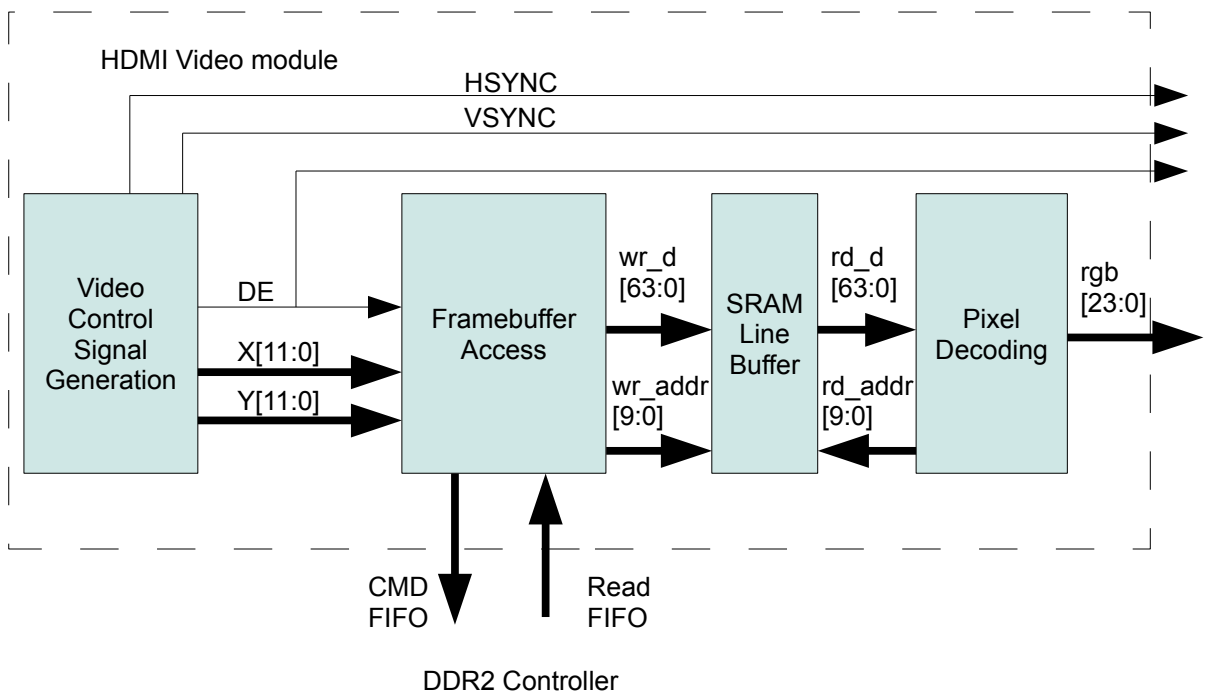 HDMI Video module
HSYNC
VSYNC
Video
Control
Signal
Generation
DE
X[11:0]
Y[11:0]
Framebuffer
Access
wr_d
[63:0]
wr_addr
[9:0]
SRAM
Line
Buffer
rd_d
[63:0]
rd_addr
[9:0]
Pixel
Decoding
rgb
[23:0]
CMD
FIFO
Read
FIFO
DDR2 Controller